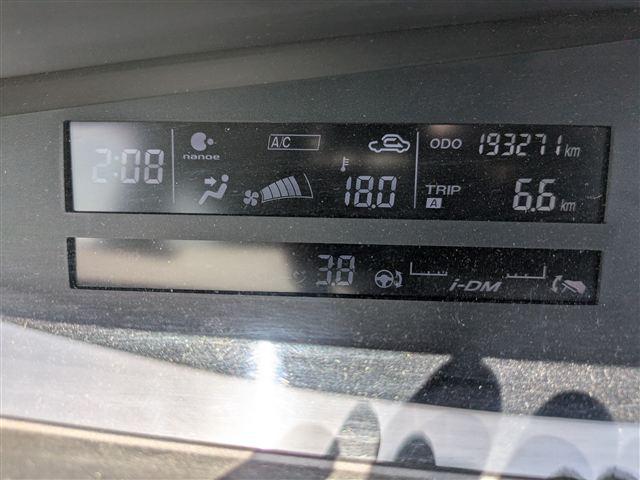 2:08 nanoe A/C ODO 193271 km
18.0 TRIP A 6.6 km
3.8 i-DM